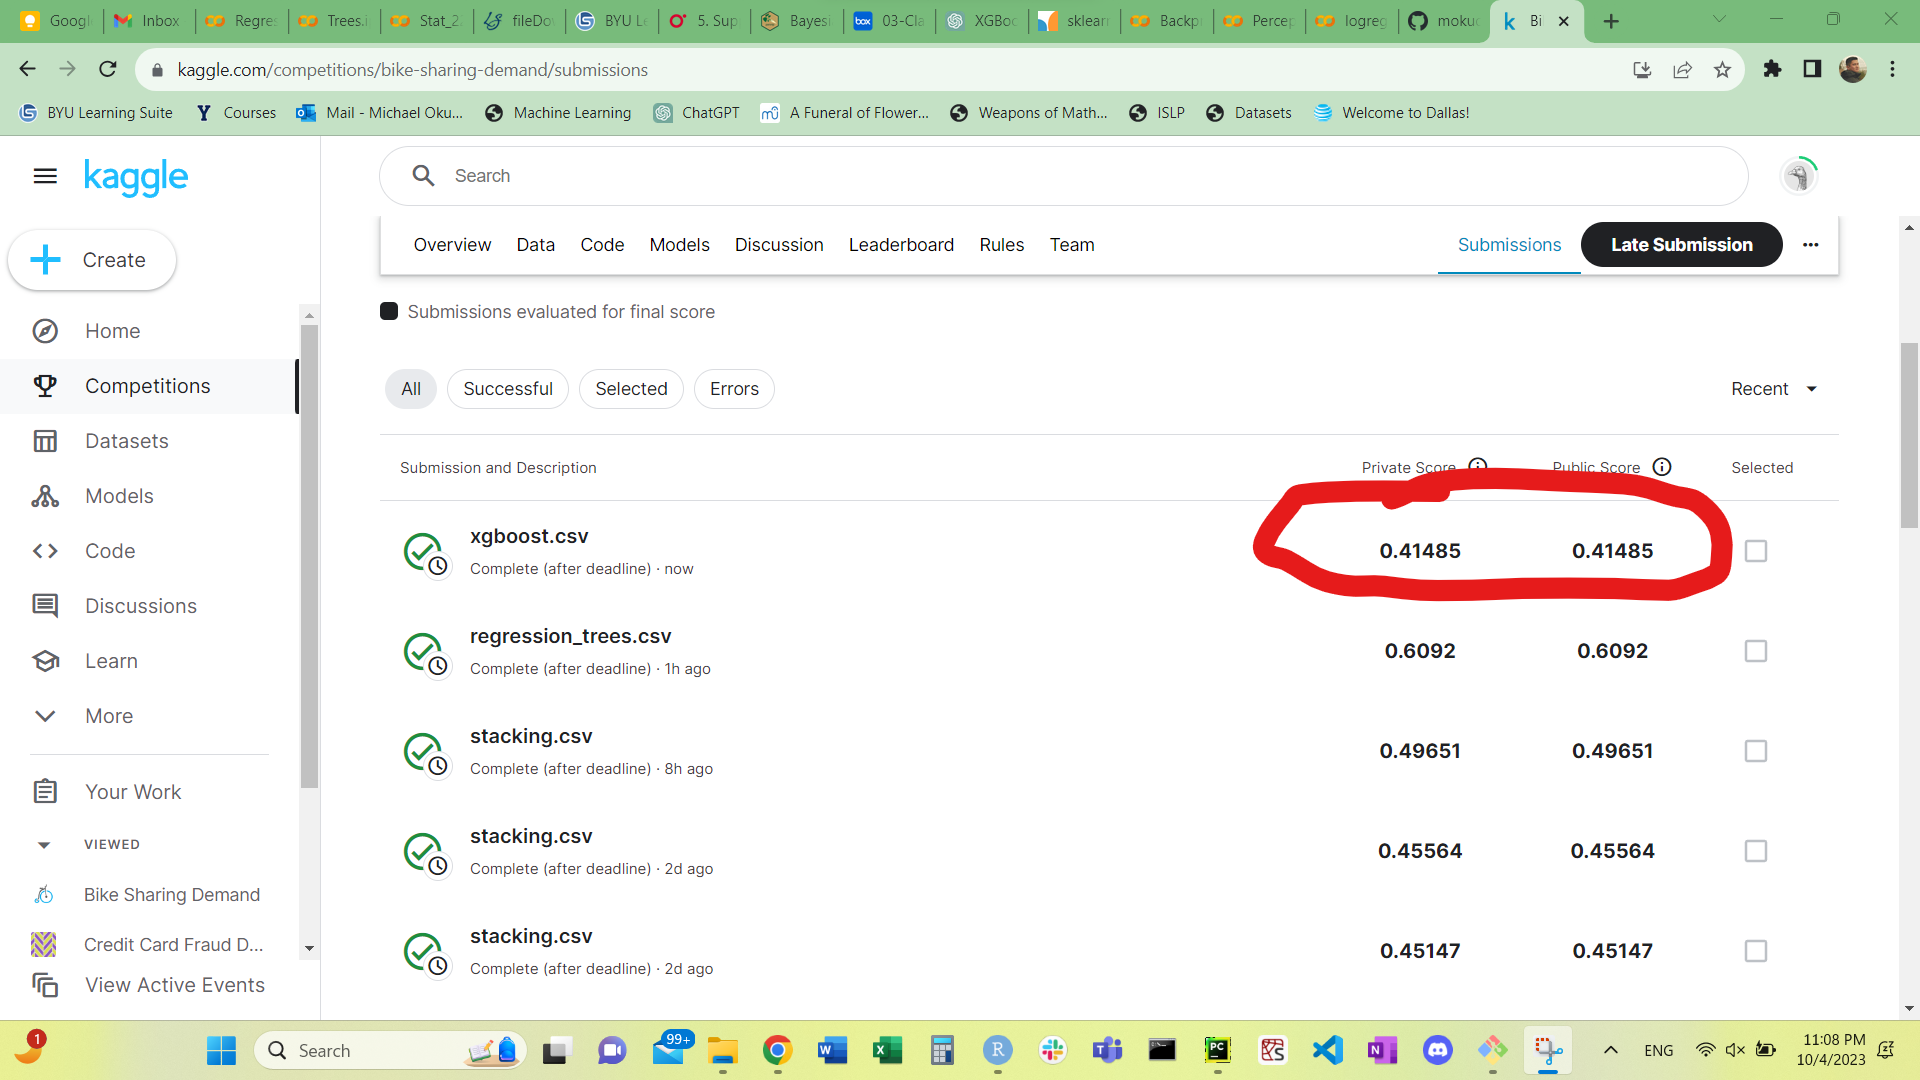 Googl Inbox Regres Trees.i Stat_2 fileDov BYU Le 5. Sup Bayesi 03-Cla XGBoo sklearn Backp Percep logreg mokuc Bi
kaggle.com/competitions/bike-sharing-demand/submissions
BYU Learning Suite Courses Mail - Michael Oku... Machine Learning ChatGPT A Funeral of Flower... Weapons of Math... ISLP Datasets Welcome to Dallas!
kaggle
Search
Create
Overview Data Code Models Discussion Leaderboard Rules Team Submissions Late Submission
Submissions evaluated for final score
Home
Competitions
Datasets
Models
Code
Discussions
Learn
More
Your Work
VIEWED
Bike Sharing Demand
Credit Card Fraud D...
View Active Events
All Successful Selected Errors Recent
Submission and Description Private Score Public Score Selected
xgboost.csv
Complete (after deadline) · now
0.41485 0.41485
regression_trees.csv
Complete (after deadline) · 1h ago
0.6092 0.6092
stacking.csv
Complete (after deadline) · 8h ago
0.49651 0.49651
stacking.csv
Complete (after deadline) · 2d ago
0.45564 0.45564
stacking.csv
Complete (after deadline) · 2d ago
0.45147 0.45147
1
Search
99+
ENG
11:08 PM
10/4/2023